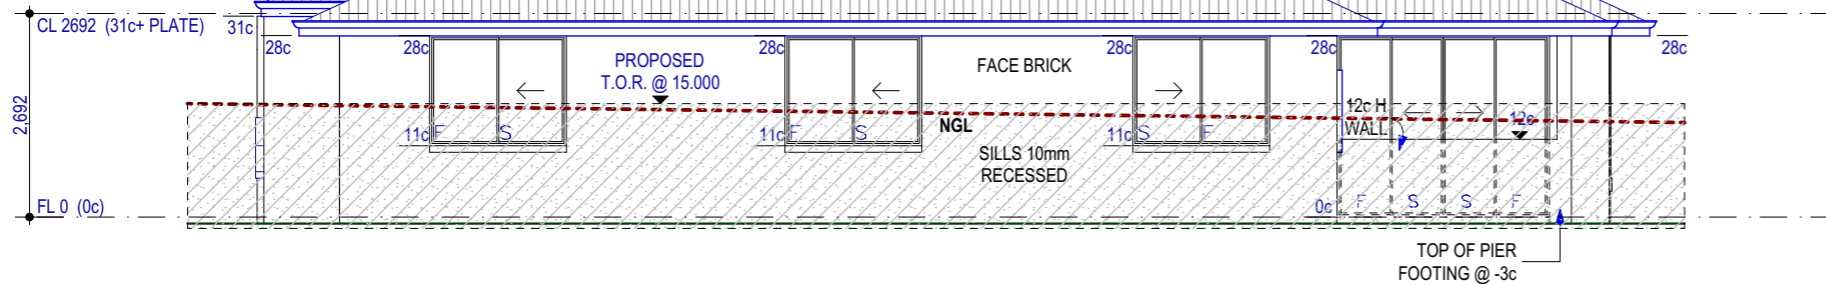 CL 2692 (31c+ PLATE)
31c
28c
28c
28c
28c
28c
28c
PROPOSED
T.O.R. @ 15.000
FACE BRICK
2,692
12c H
WALL
12c
11c
F
S
11c
F
S
NGL
11c
S
F
SILLS 10mm
RECESSED
FL 0 (0c)
0c
F
S
S
F
TOP OF PIER
FOOTING @ -3c